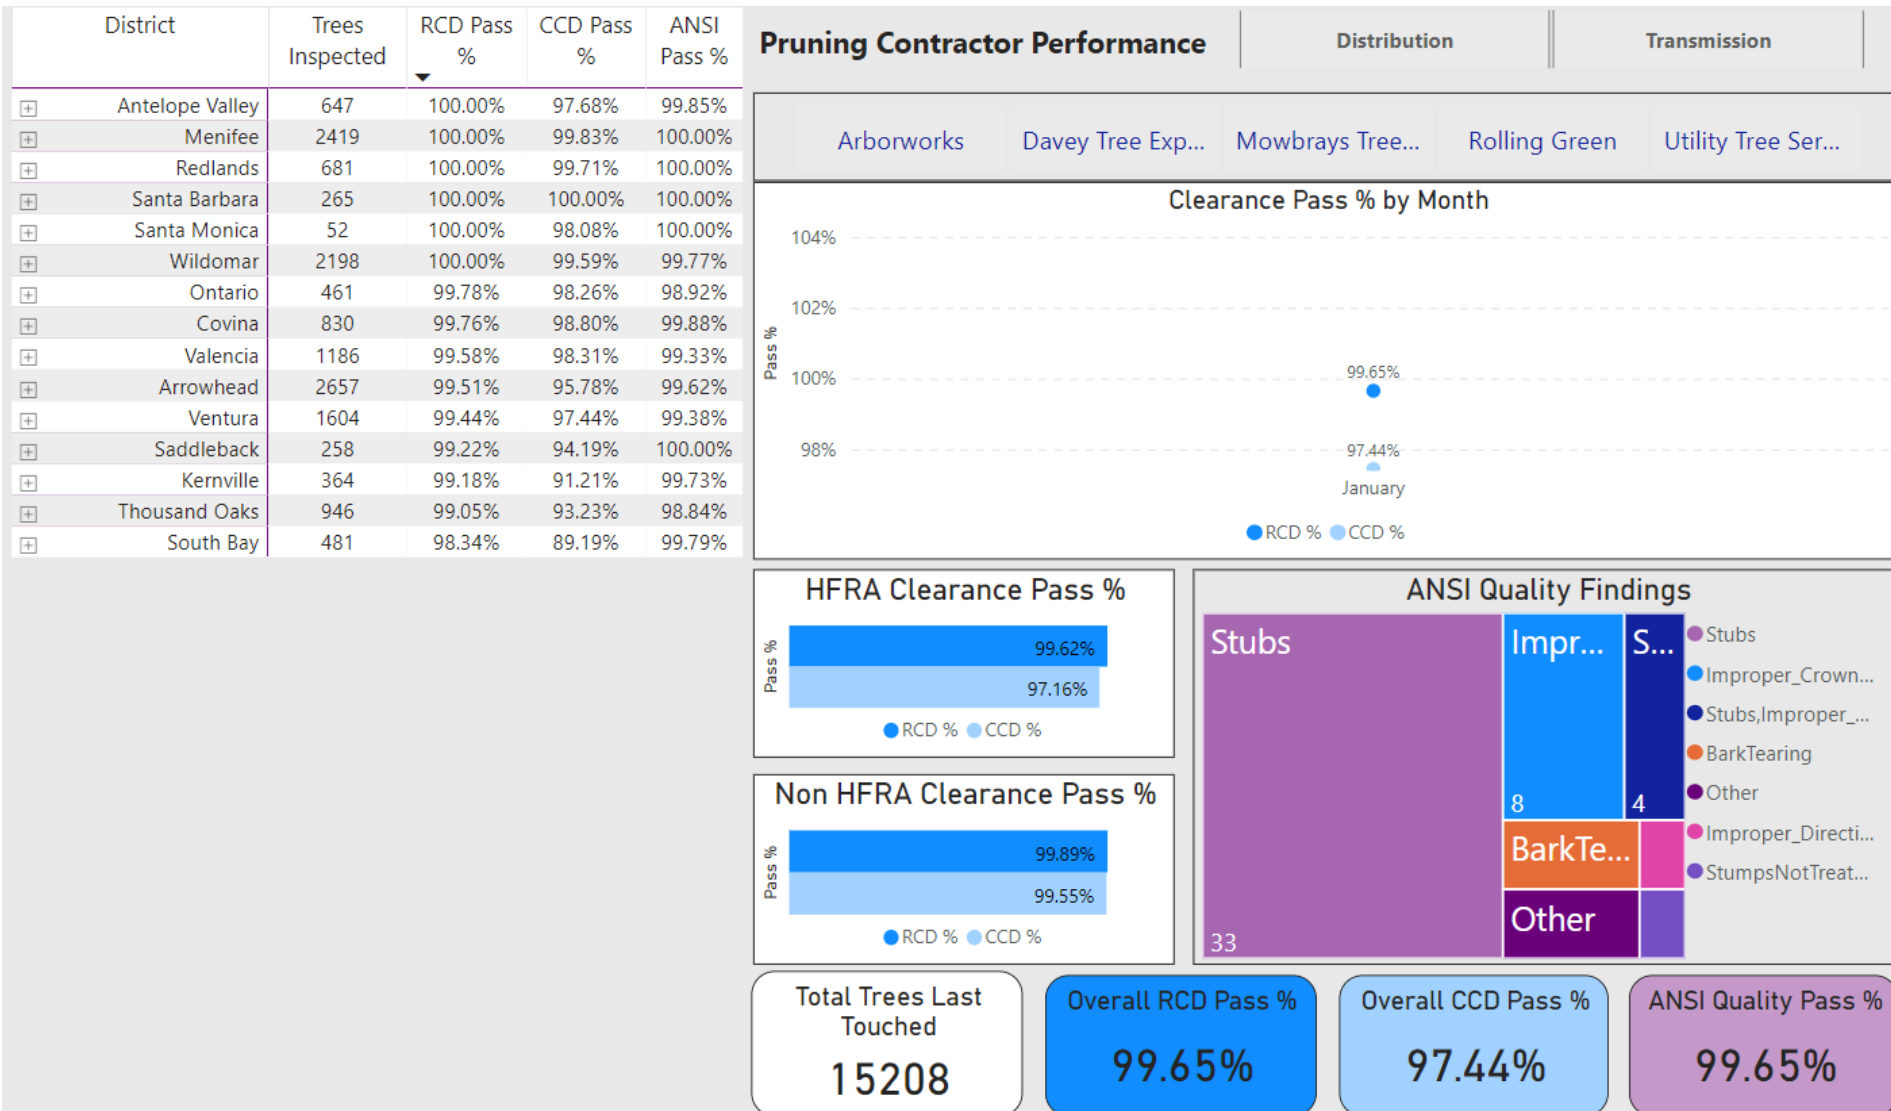 District Trees Inspected RCD Pass % CCD Pass % ANSI Pass %
Antelope Valley 647 100.00% 97.68% 99.85%
Menifee 2419 100.00% 99.83% 100.00%
Redlands 681 100.00% 99.71% 100.00%
Santa Barbara 265 100.00% 100.00% 100.00%
Santa Monica 52 100.00% 98.08% 100.00%
Wildomar 2198 100.00% 99.59% 99.77%
Ontario 461 99.78% 98.26% 98.92%
Covina 830 99.76% 98.80% 99.88%
Valencia 1186 99.58% 98.31% 99.33%
Arrowhead 2657 99.51% 95.78% 99.62%
Ventura 1604 99.44% 97.44% 99.38%
Saddleback 258 99.22% 94.19% 100.00%
Kernville 364 99.18% 91.21% 99.73%
Thousand Oaks 946 99.05% 93.23% 98.84%
South Bay 481 98.34% 89.19% 99.79%
Pruning Contractor Performance
Distribution
Transmission
Arborworks Davey Tree Exp... Mowbrays Tree... Rolling Green Utility Tree Ser...
Clearance Pass % by Month
104%
102%
100%
98%
Pass %
99.65%
97.44%
January
RCD % CCD %
HFRA Clearance Pass %
Pass %
99.62%
97.16%
RCD % CCD %
Non HFRA Clearance Pass %
Pass %
99.89%
99.55%
RCD % CCD %
ANSI Quality Findings
Stubs
33
Impr...
8
S...
4
BarkTe...
Other
Stubs
Improper_Crown...
Stubs,Improper_...
BarkTearing
Other
Improper_Directi...
StumpsNotTreat...
Total Trees Last
Touched
15208
Overall RCD Pass %
99.65%
Overall CCD Pass %
97.44%
ANSI Quality Pass %
99.65%